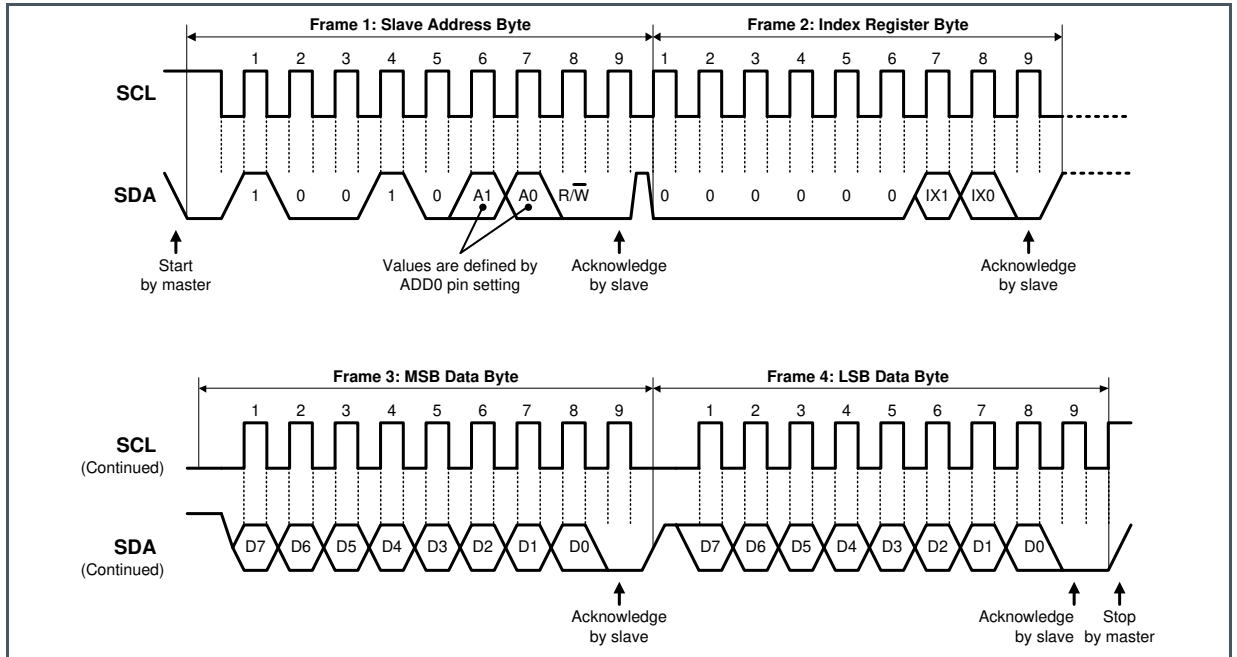 Frame 1: Slave Address Byte Frame 2: Index Register Byte
1 2 3 4 5 6 7 8 9 1 2 3 4 5 6 7 8 9
SCL
SDA 1 0 0 1 0 A1 A0 R/W̅ 0 0 0 0 0 0 IX1 IX0
Start
by master
Values are defined by
ADD0 pin setting
Acknowledge
by slave
Acknowledge
by slave
Frame 3: MSB Data Byte Frame 4: LSB Data Byte
1 2 3 4 5 6 7 8 9 1 2 3 4 5 6 7 8 9
SCL
(Continued)
SDA D7 D6 D5 D4 D3 D2 D1 D0 D7 D6 D5 D4 D3 D2 D1 D0
(Continued)
Acknowledge
by slave
Acknowledge
by slave
Stop
by master